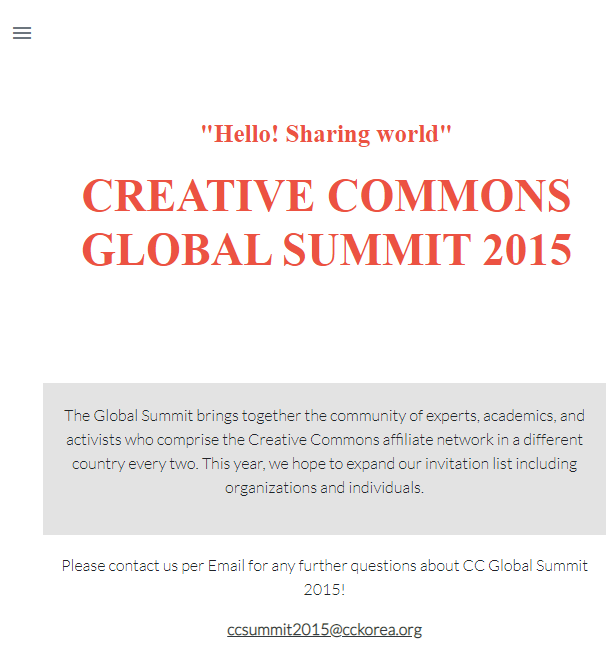 "Hello! Sharing world"
CREATIVE COMMONS
GLOBAL SUMMIT 2015
The Global Summit brings together the community of experts, academics, and
activists who comprise the Creative Commons affiliate network in a different
country every two. This year, we hope to expand our invitation list including
organizations and individuals.
Please contact us per Email for any further questions about CC Global Summit
2015!
ccsummit2015@cckorea.org